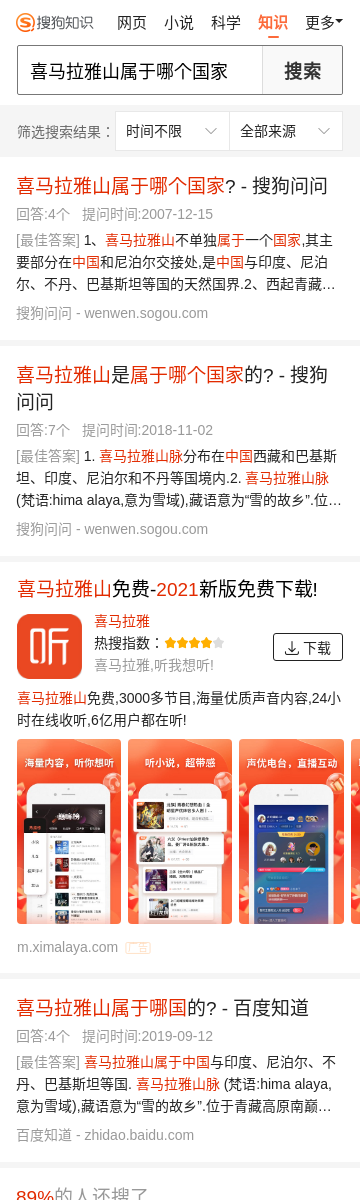 搜狗知识 网页 小说 科学 知识 更多
喜马拉雅山属于哪个国家 搜索
筛选搜索结果： 时间不限 全部来源
喜马拉雅山属于哪个国家? - 搜狗问问
回答:4个 提问时间:2007-12-15
[最佳答案] 1、喜马拉雅山不单独属于一个国家,其主
要部分在中国和尼泊尔交接处,是中国与印度、尼泊
尔、不丹、巴基斯坦等国的天然国界.2、西起青藏…
搜狗问问 - wenwen.sogou.com
喜马拉雅山是属于哪个国家的? - 搜狗
问问
回答:7个 提问时间:2018-11-02
[最佳答案] 1. 喜马拉雅山脉分布在中国西藏和巴基斯
坦、印度、尼泊尔和不丹等国境内.2. 喜马拉雅山脉
(梵语:hima alaya,意为雪域),藏语意为“雪的故乡”.位…
搜狗问问 - wenwen.sogou.com
喜马拉雅山免费-2021新版免费下载!
听
喜马拉雅
热搜指数：
下载
喜马拉雅,听我想听!
喜马拉雅山免费,3000多节目,海量优质声音内容,24小
时在线收听,6亿用户都在听!
海量内容，听你想听 听小说，超带感 声优电台，直播互动
m.ximalaya.com 广告
喜马拉雅山属于哪国的? - 百度知道
回答:4个 提问时间:2019-09-12
[最佳答案] 喜马拉雅山属于中国与印度、尼泊尔、不
丹、巴基斯坦等国. 喜马拉雅山脉 (梵语:hima alaya,
意为雪域),藏语意为“雪的故乡”.位于青藏高原南巅…
百度知道 - zhidao.baidu.com
89%的人还搜了